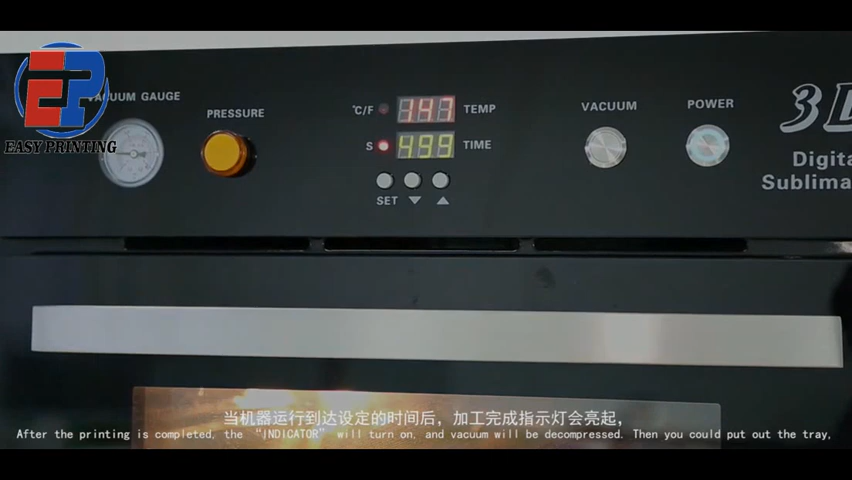 EP
EASY PRINTING
VACUUM GAUGE
PRESSURE
°C/F
147
TEMP
S
499
TIME
SET
VACUUM
POWER
3D
Digita
Sublima
当机器运行到达设定的时间后，加工完成指示灯会亮起，
After the printing is completed, the “INDICATOR” will turn on, and vacuum will be decompressed. Then you could put out the tray,